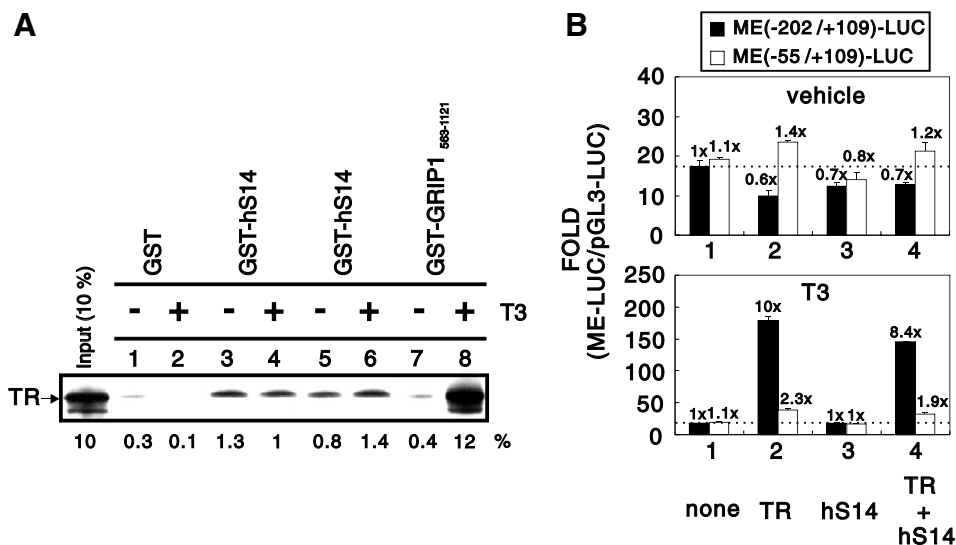 A
GST
GST-hS14
GST-hS14
GST-GRIP1 563-1121
Input (10 %)
- + - + - + - + T3
1 2 3 4 5 6 7 8
TR
10 0.3 0.1 1.3 1 0.8 1.4 0.4 12 %
B
ME(-202/+109)-LUC
ME(-55/+109)-LUC
FOLD
(ME-LUC/pGL3-LUC)
vehicle
40
30
20
10
0
1x 1.1x 0.6x 1.4x 0.7x 0.8x 0.7x 1.2x
1 2 3 4
T3
250
200
150
100
50
0
1x 1.1x 10x 2.3x 1x 1x 8.4x 1.9x
1 2 3 4
none TR hS14 TR
+
hS14